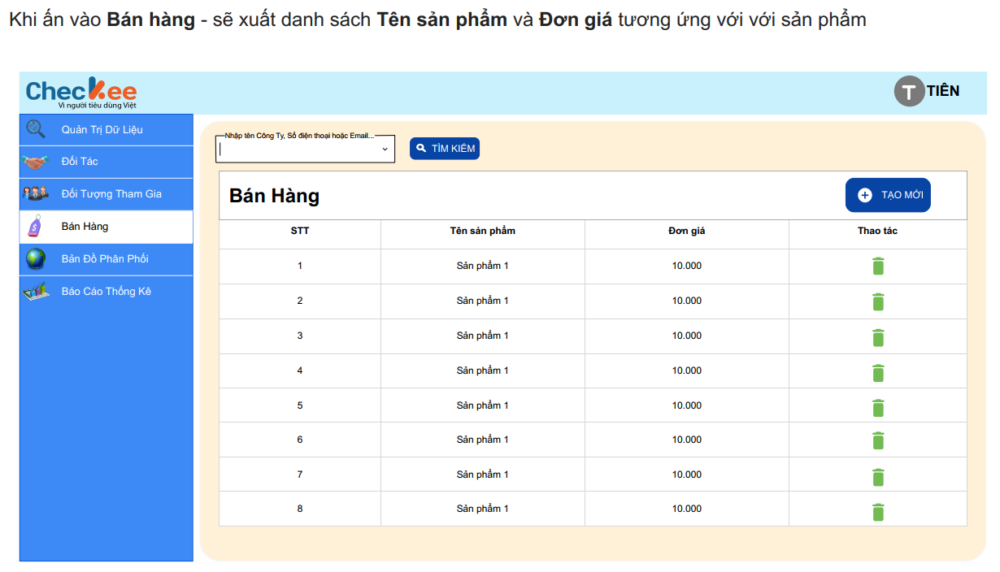 Khi ấn vào Bán hàng - sẽ xuất danh sách Tên sản phẩm và Đơn giá tương ứng với với sản phẩm
Checkee
Vì người tiêu dùng Việt
T TIÊN
Quản Trị Dữ Liệu
Đối Tác
Đối Tượng Tham Gia
Bán Hàng
Bản Đồ Phân Phối
Báo Cáo Thống Kê
Nhập tên Công Ty, Số điện thoại hoặc Email...
TÌM KIẾM
Bán Hàng
TẠO MỚI
STT Tên sản phẩm Đơn giá Thao tác
1 Sản phẩm 1 10.000
2 Sản phẩm 1 10.000
3 Sản phẩm 1 10.000
4 Sản phẩm 1 10.000
5 Sản phẩm 1 10.000
6 Sản phẩm 1 10.000
7 Sản phẩm 1 10.000
8 Sản phẩm 1 10.000